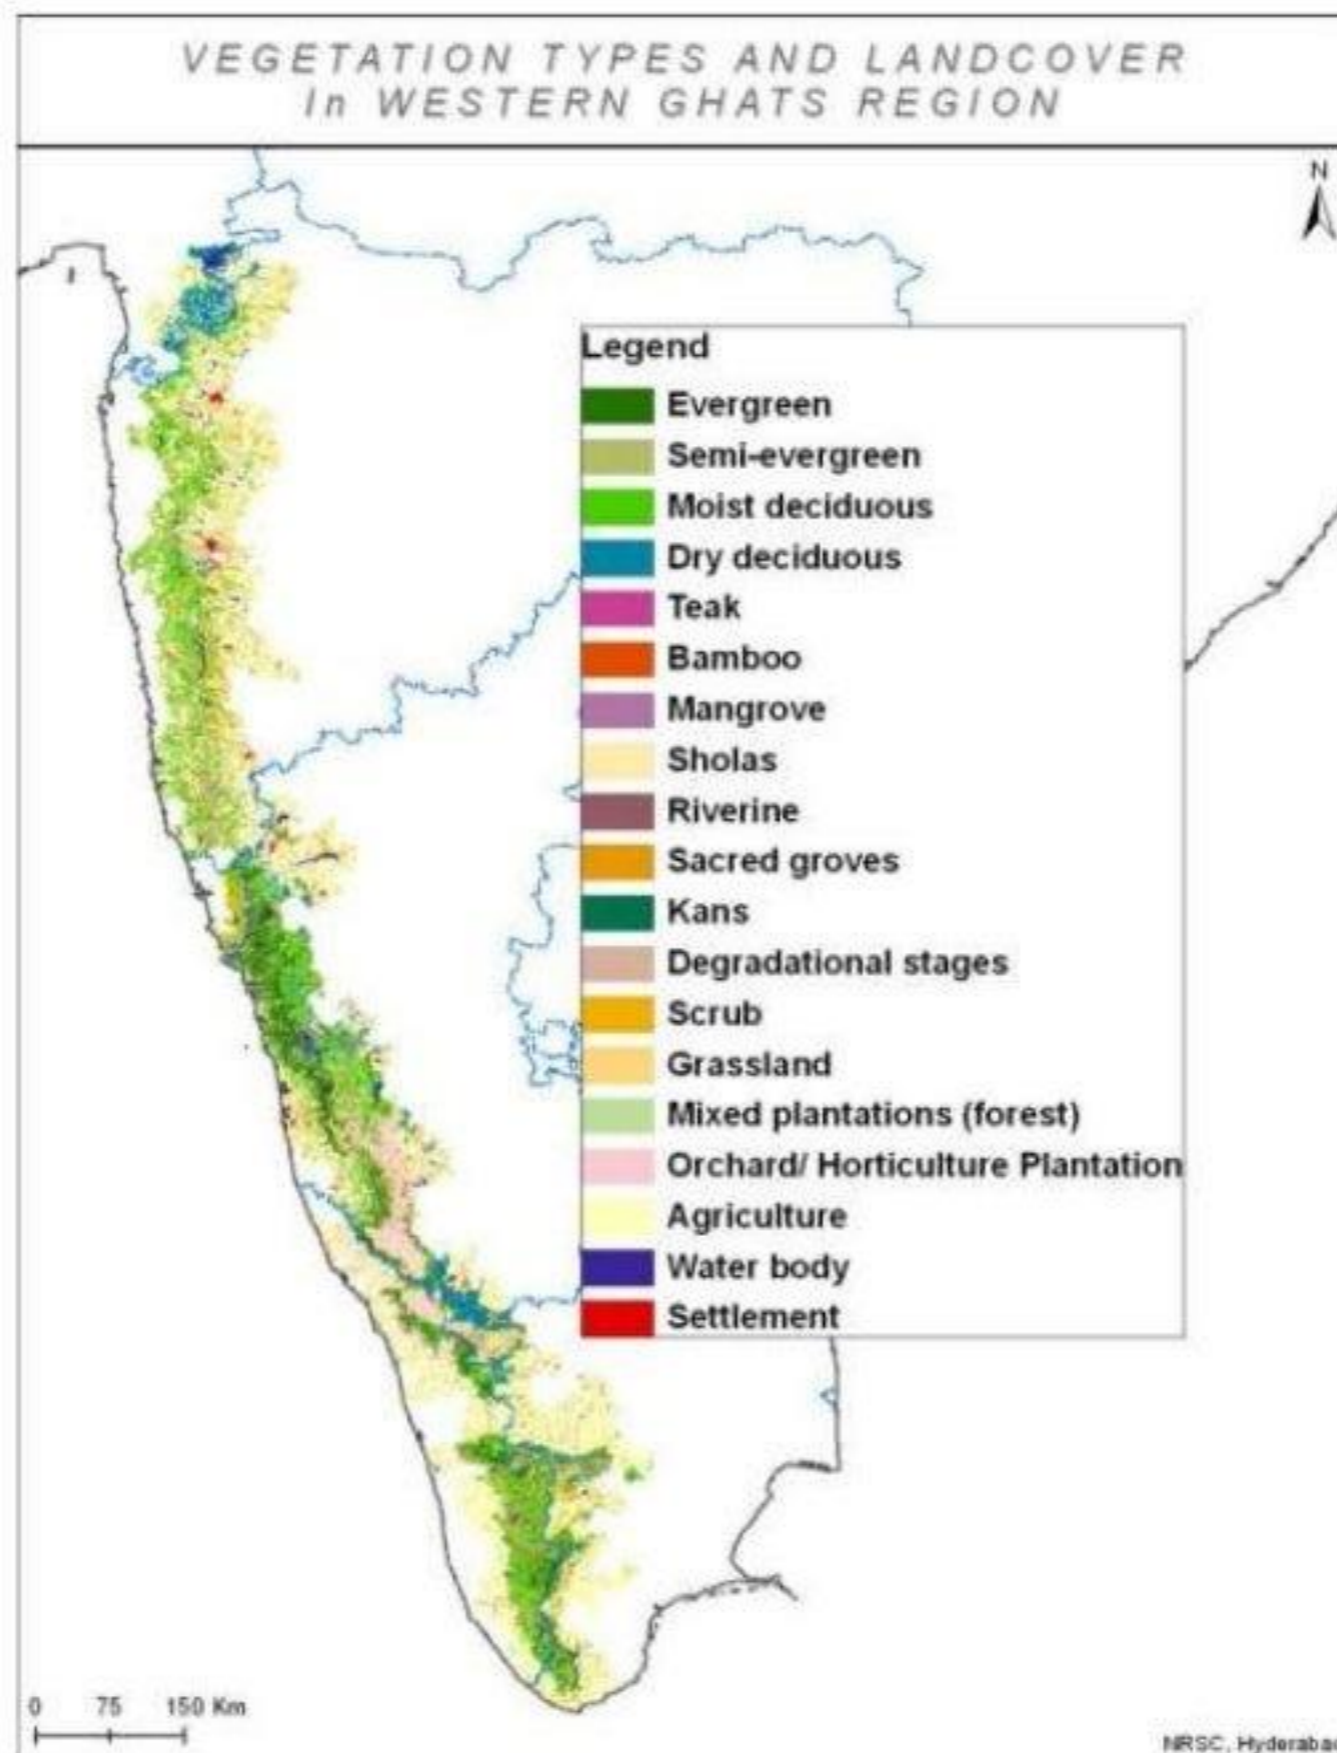 VEGETATION TYPES AND LANDCOVER
In WESTERN GHATS REGION
N
Legend
Evergreen
Semi-evergreen
Moist deciduous
Dry deciduous
Teak
Bamboo
Mangrove
Sholas
Riverine
Sacred groves
Kans
Degradational stages
Scrub
Grassland
Mixed plantations (forest)
Orchard/ Horticulture Plantation
Agriculture
Water body
Settlement
0 75 150 Km
NRSC, Hyderabad